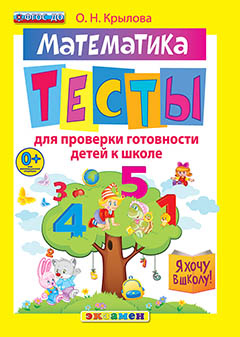 ФГОС ДО
О. Н. Крылова
МАТЕМАТИКА
ТЕСТЫ
для проверки готовности
детей к школе
0+
3
4
5
1
Я ХОЧУ
В ШКОЛУ!
ЭКЗАМЕН